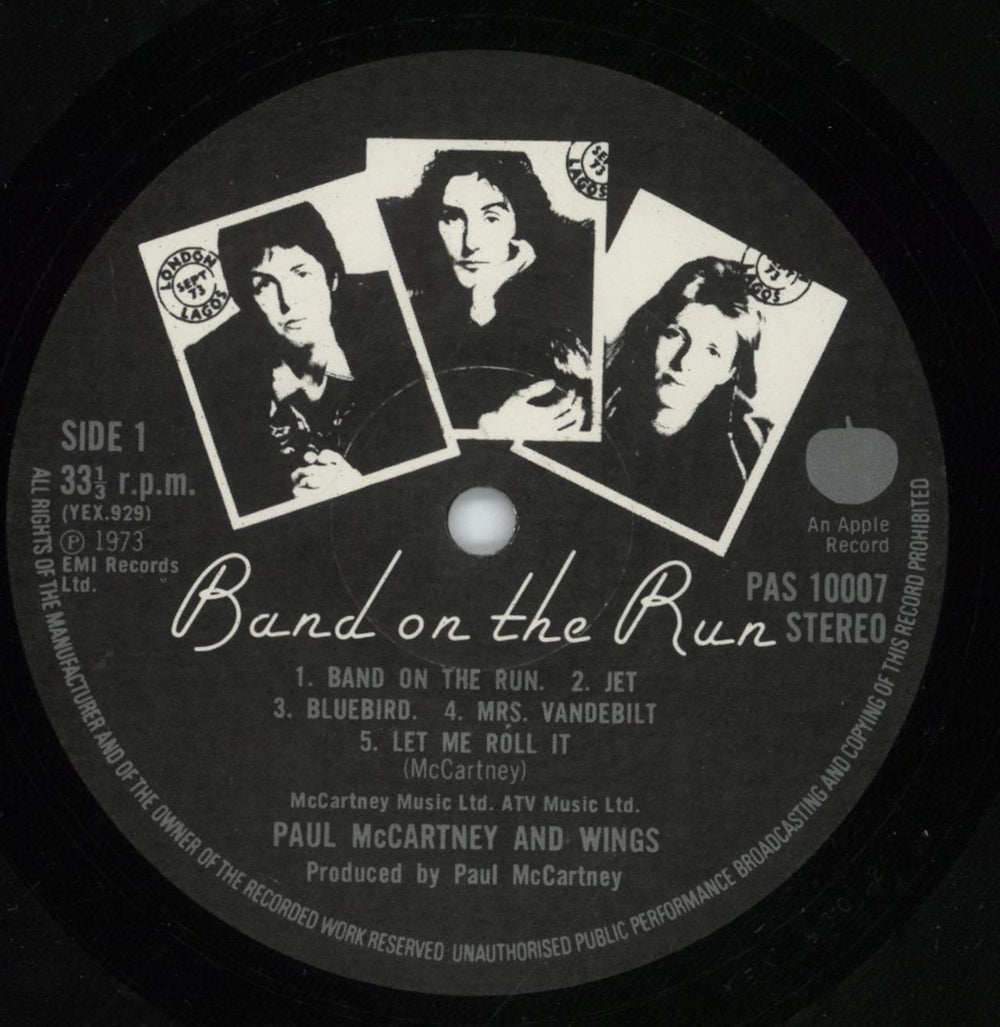 LONDON
SEPT
73
LAGOS
SEPT
73
LAGOS
73
LAGOS
SIDE 1
33⅓ r.p.m.
(YEX.929)
Ⓟ 1973
EMI Records
Ltd.
An Apple
Record
PAS 10007
STEREO
Band on the Run
1. BAND ON THE RUN. 2. JET
3. BLUEBIRD. 4. MRS. VANDEBILT
5. LET ME ROLL IT
(McCartney)
McCartney Music Ltd. ATV Music Ltd.
PAUL McCARTNEY AND WINGS
Produced by Paul McCartney
ALL RIGHTS OF THE MANUFACTURER AND OF THE OWNER OF THE RECORDED WORK RESERVED UNAUTHORISED PUBLIC PERFORMANCE BROADCASTING AND COPYING OF THIS RECORD PROHIBITED